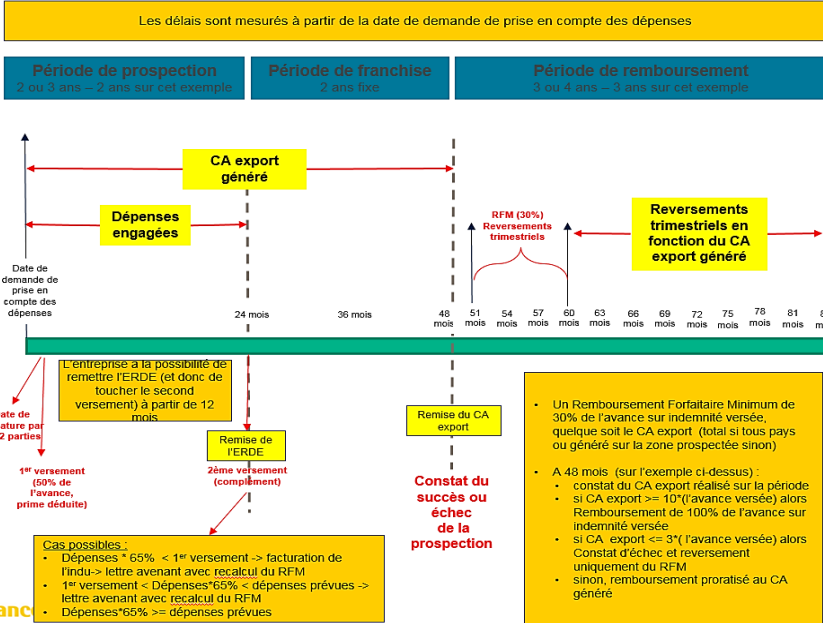 Les délais sont mesurés à partir de la date de demande de prise en compte des dépenses
Période de prospection
2 ou 3 ans – 2 ans sur cet exemple
Période de franchise
2 ans fixe
Période de remboursement
3 ou 4 ans – 3 ans sur cet exemple
CA export
généré
Dépenses
engagées
RFM (30%)
Reversements
trimestriels
Reversements
trimestriels en
fonction du CA
export généré
Date de
demande de
prise en
compte des
dépenses
24 mois
36 mois
48
mois
51
mois
54
mois
57
mois
60
mois
63
mois
66
mois
69
mois
72
mois
75
mois
78
mois
81
mois
L'entreprise a la possibilité de
remettre l'ERDE (et donc de
toucher le second
versement) à partir de 12
mois
ate de
ature par
2 parties
1er versement
(50% de
l'avance,
prime déduite)
Remise de
l'ERDE
2ème versement
(complément)
Remise du CA
export
Constat du
succès ou
échec
de la
prospection
Cas possibles :
• Dépenses * 65% < 1er versement -> facturation de
l'indu-> lettre avenant avec recalcul du RFM
• 1er versement < Dépenses*65% < dépenses prévues ->
lettre avenant avec recalcul du RFM
• Dépenses*65% >= dépenses prévues
• Un Remboursement Forfaitaire Minimum de
30% de l'avance sur indemnité versée,
quelque soit le CA export (total si tous pays
ou généré sur la zone prospectée sinon)
• A 48 mois (sur l'exemple ci-dessus) :
• constat du CA export réalisé sur la période
• si CA export >= 10*(l'avance versée) alors
Remboursement de 100% de l'avance sur
indemnité versée
• si CA export <= 3*( l'avance versée) alors
Constat d'échec et reversement
uniquement du RFM
• sinon, remboursement proratisé au CA
généré
ance